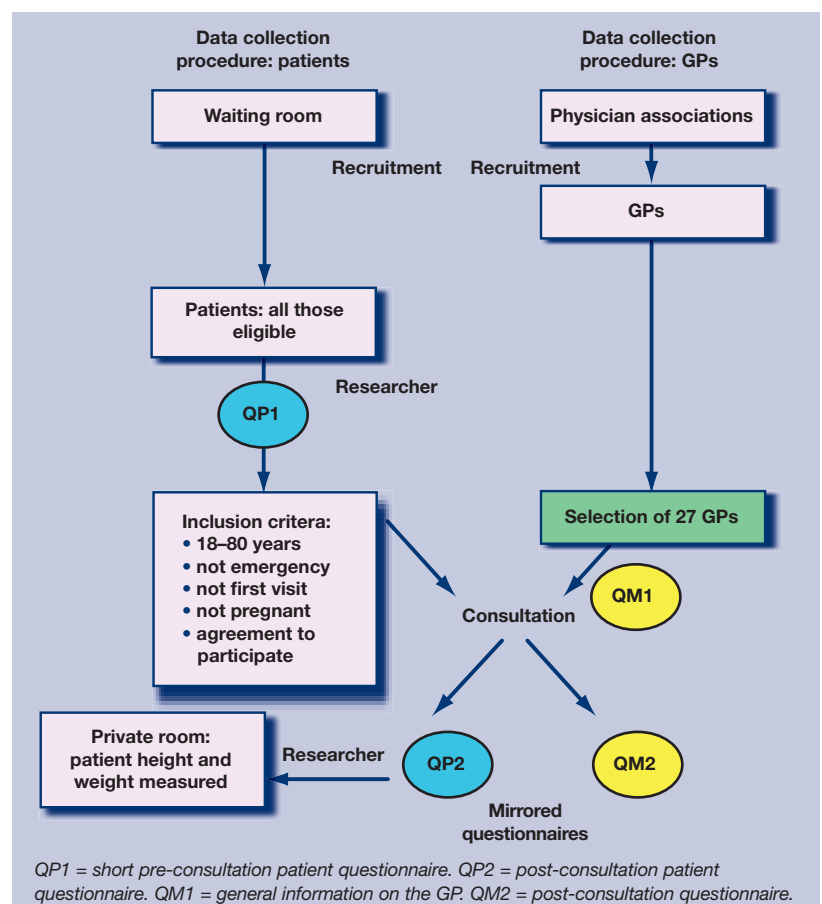 Data collection
procedure: patients
Data collection
procedure: GPs
Waiting room
Physician associations
Recruitment
Recruitment
GPs
Patients: all those
eligible
Researcher
QP1
Inclusion critera:
• 18–80 years
• not emergency
• not first visit
• not pregnant
• agreement to
participate
Selection of 27 GPs
QM1
Consultation
Private room:
patient height and
weight measured
Researcher
QP2
QM2
Mirrored
questionnaires
QP1 = short pre-consultation patient questionnaire. QP2 = post-consultation patient
questionnaire. QM1 = general information on the GP. QM2 = post-consultation questionnaire.